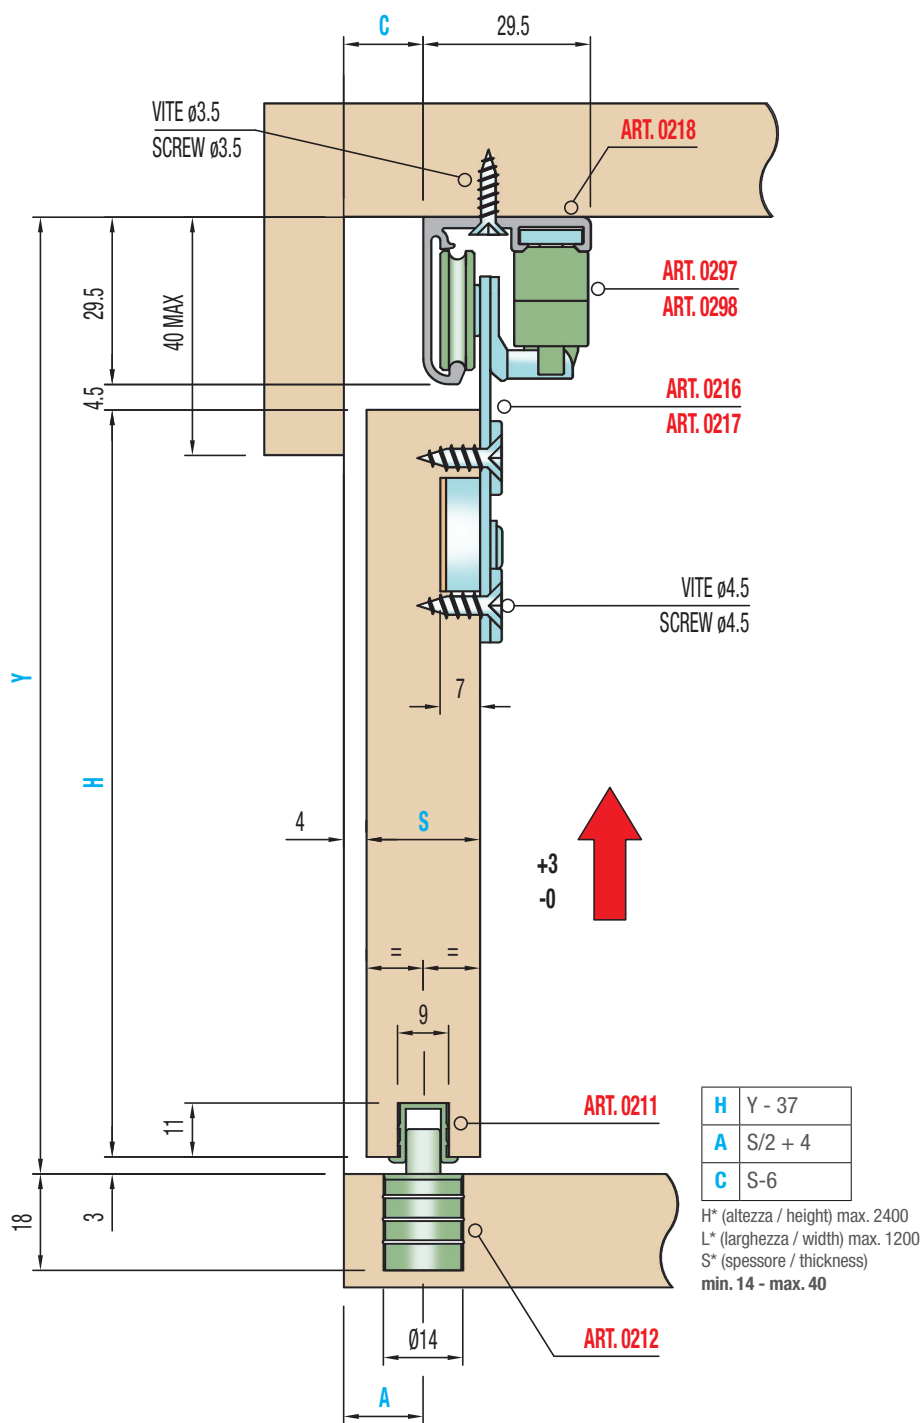 C
29.5
VITE ø3.5
SCREW ø3.5
ART. 0218
29.5
40 MAX
ART. 0297
ART. 0298
4.5
ART. 0216
ART. 0217
VITE ø4.5
SCREW ø4.5
Y
H
7
4
S
+3
-0
= =
9
11
ART. 0211
H Y - 37
A S/2 + 4
C S-6
H* (altezza / height) max. 2400
L* (larghezza / width) max. 1200
S* (spessore / thickness)
min. 14 - max. 40
18
3
Ø14
ART. 0212
A